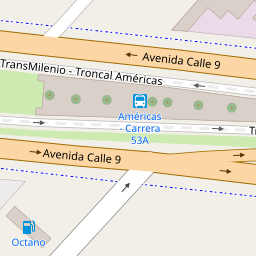 Avenida Calle 9
TransMilenio - Troncal Américas
Américas
- Carrera
53A
Avenida Calle 9
Octano